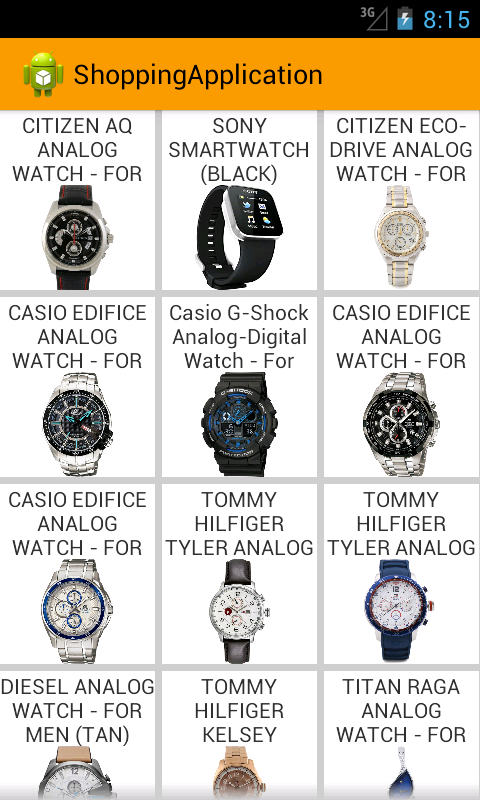 3G 8:15
ShoppingApplication
CITIZEN AQ
ANALOG
WATCH - FOR
SONY
SMARTWATCH
(BLACK)
CITIZEN ECO-
DRIVE ANALOG
WATCH - FOR
CASIO EDIFICE
ANALOG
WATCH - FOR
Casio G-Shock
Analog-Digital
Watch - For
CASIO EDIFICE
ANALOG
WATCH - FOR
CASIO EDIFICE
ANALOG
WATCH - FOR
TOMMY
HILFIGER
TYLER ANALOG
TOMMY
HILFIGER
TYLER ANALOG
DIESEL ANALOG
WATCH - FOR
MEN (TAN)
TOMMY
HILFIGER
KELSEY
TITAN RAGA
ANALOG
WATCH - FOR